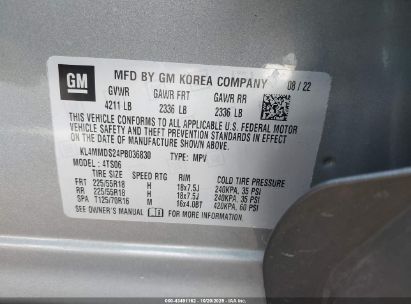 GM
MFD BY GM KOREA COMPANY 08/22
GVWR GAWR FRT GAWR RR
4211 LB 2336 LB 2336 LB
THIS VEHICLE CONFORMS TO ALL APPLICABLE U.S. FEDERAL MOTOR
VEHICLE SAFETY, BUMPER, AND THEFT PREVENTION STANDARDS IN
EFFECT ON THE DATE OF MANUFACTURE SHOWN ABOVE.
KL4MMDS24PB036830 TYPE: MPV
MODEL: 4TS06
TIRE SIZE SPEED RTG RIM COLD TIRE PRESSURE
FRT 225/55R18 H 18x7.5J 240KPA, 35 PSI
RR 225/55R18 H 18x7.5J 240KPA, 35 PSI
SPA T125/70R16 M 16x4.0BT 420KPA, 60 PSI
SEE OWNER'S MANUAL FOR ADDITIONAL INFORMATION.